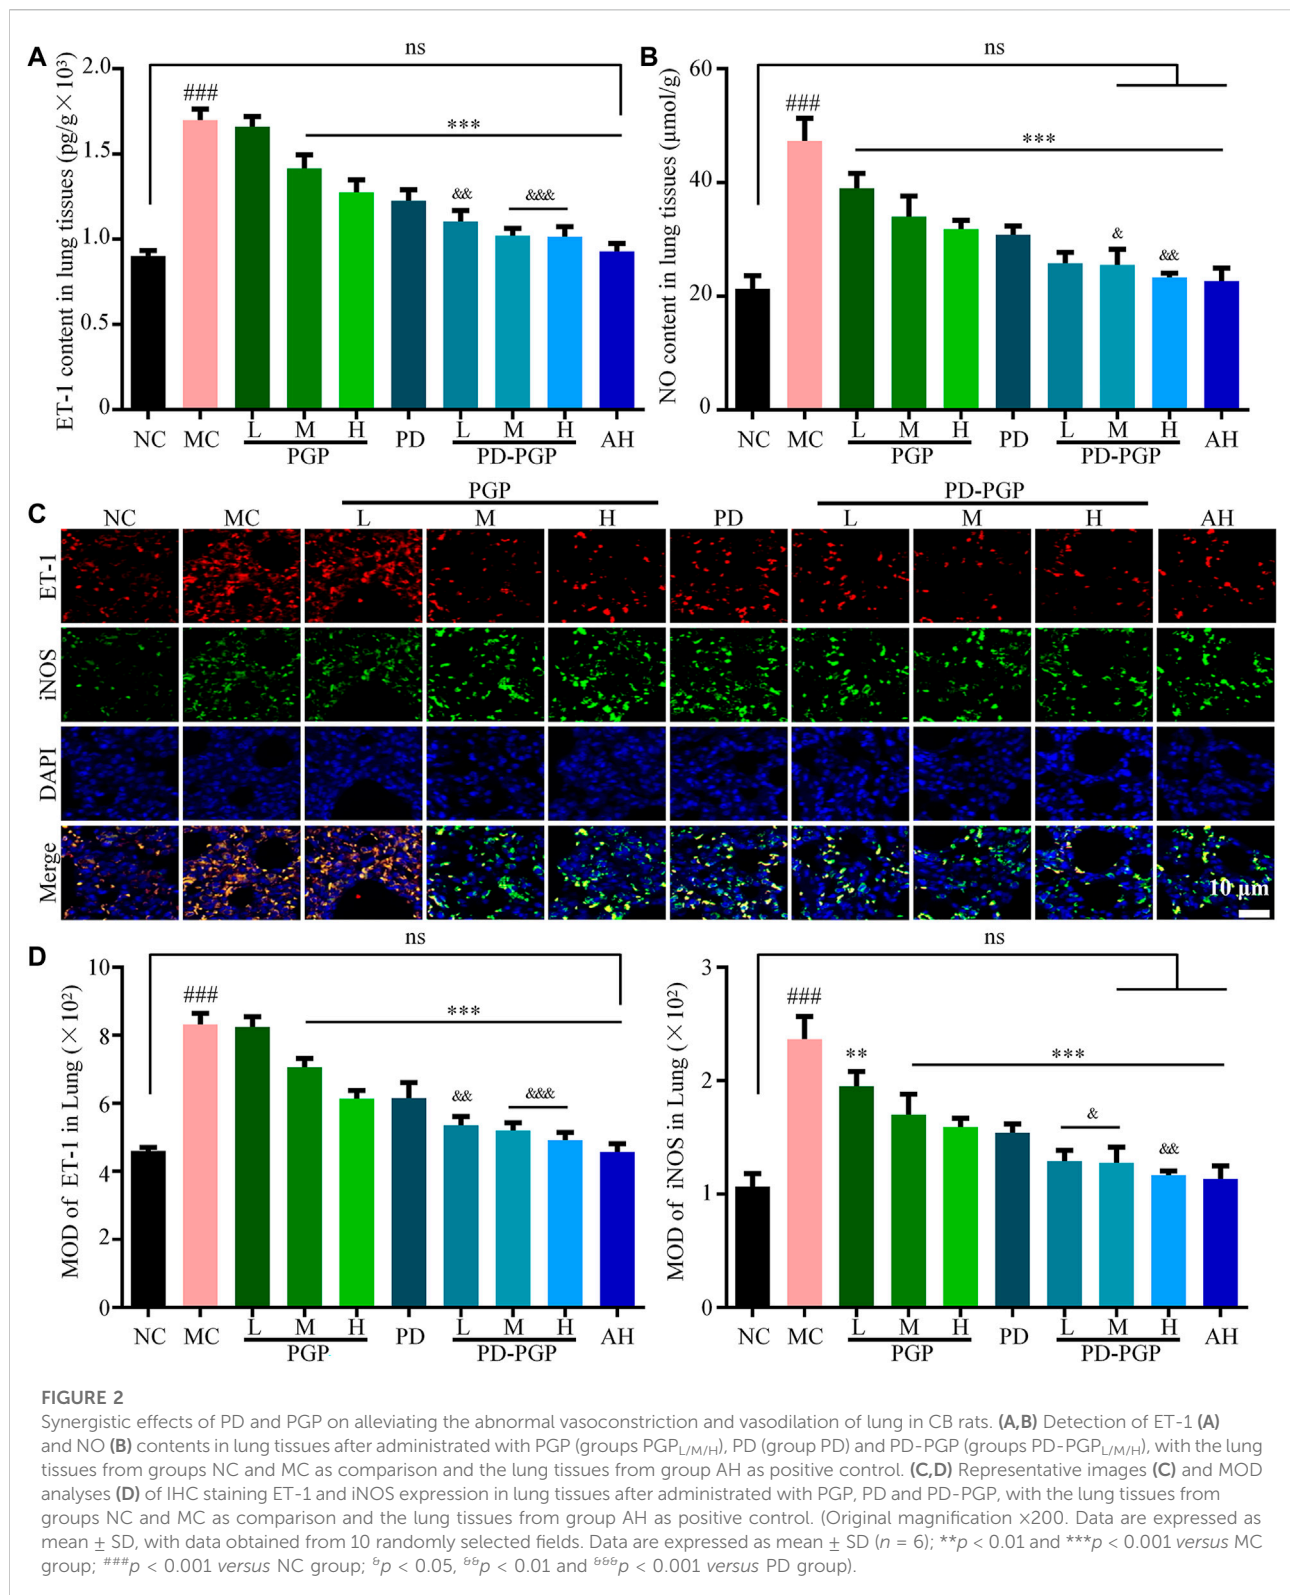 A
ns
ET-1 content in lung tissues (pg/g×10³)
2.0
1.5
1.0
0.5
0
###
***
&&
&&&
NC
MC
L
M
H
PD
L
M
H
AH
PGP
PD-PGP
B
ns
NO content in lung tissues (μmol/g)
60
40
20
0
###
***
&
&&
NC
MC
L
M
H
PD
L
M
H
AH
PGP
PD-PGP
C
PGP
PD-PGP
NC
MC
L
M
H
PD
L
M
H
AH
ET-1
iNOS
DAPI
Merge
10 μm
D
ns
MOD of ET-1 in Lung (×10²)
10
8
6
4
2
0
###
***
&&
&&&
NC
MC
L
M
H
PD
L
M
H
AH
PGP
PD-PGP
ns
MOD of iNOS in Lung (×10²)
3
2
1
0
###
**
***
&
&&
NC
MC
L
M
H
PD
L
M
H
AH
PGP
PD-PGP
FIGURE 2
Synergistic effects of PD and PGP on alleviating the abnormal vasoconstriction and vasodilation of lung in CB rats. (A,B) Detection of ET-1 (A)
and NO (B) contents in lung tissues after administrated with PGP (groups PGP_L/M/H), PD (group PD) and PD-PGP (groups PD-PGP_L/M/H), with the lung
tissues from groups NC and MC as comparison and the lung tissues from group AH as positive control. (C,D) Representative images (C) and MOD
analyses (D) of IHC staining ET-1 and iNOS expression in lung tissues after administrated with PGP, PD and PD-PGP, with the lung tissues from
groups NC and MC as comparison and the lung tissues from group AH as positive control. (Original magnification ×200. Data are expressed as
mean ± SD, with data obtained from 10 randomly selected fields. Data are expressed as mean ± SD (n = 6); **p < 0.01 and ***p < 0.001 versus MC
group; ###p < 0.001 versus NC group; &p < 0.05, &&p < 0.01 and &&&p < 0.001 versus PD group).